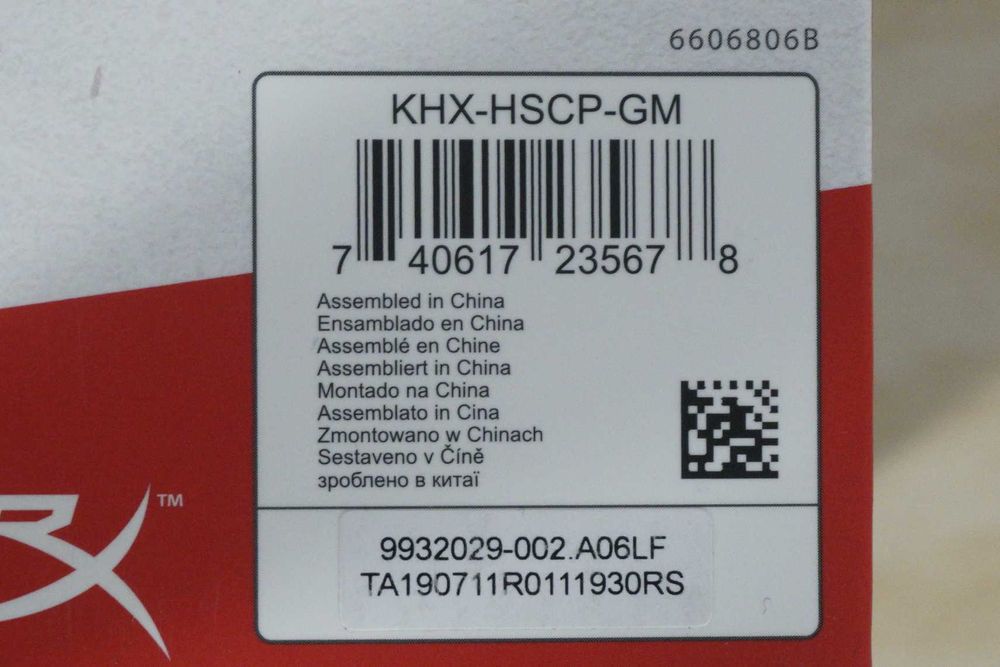 6606806B
KHX-HSCP-GM
7 40617 23567 8
Assembled in China
Ensamblado en China
Assemblé en Chine
Assembliert in China
Montado na China
Assemblato in Cina
Zmontowano w Chinach
Sestaveno v Číně
зроблено в китаї
TM
9932029-002.A06LF
TA190711R0111930RS